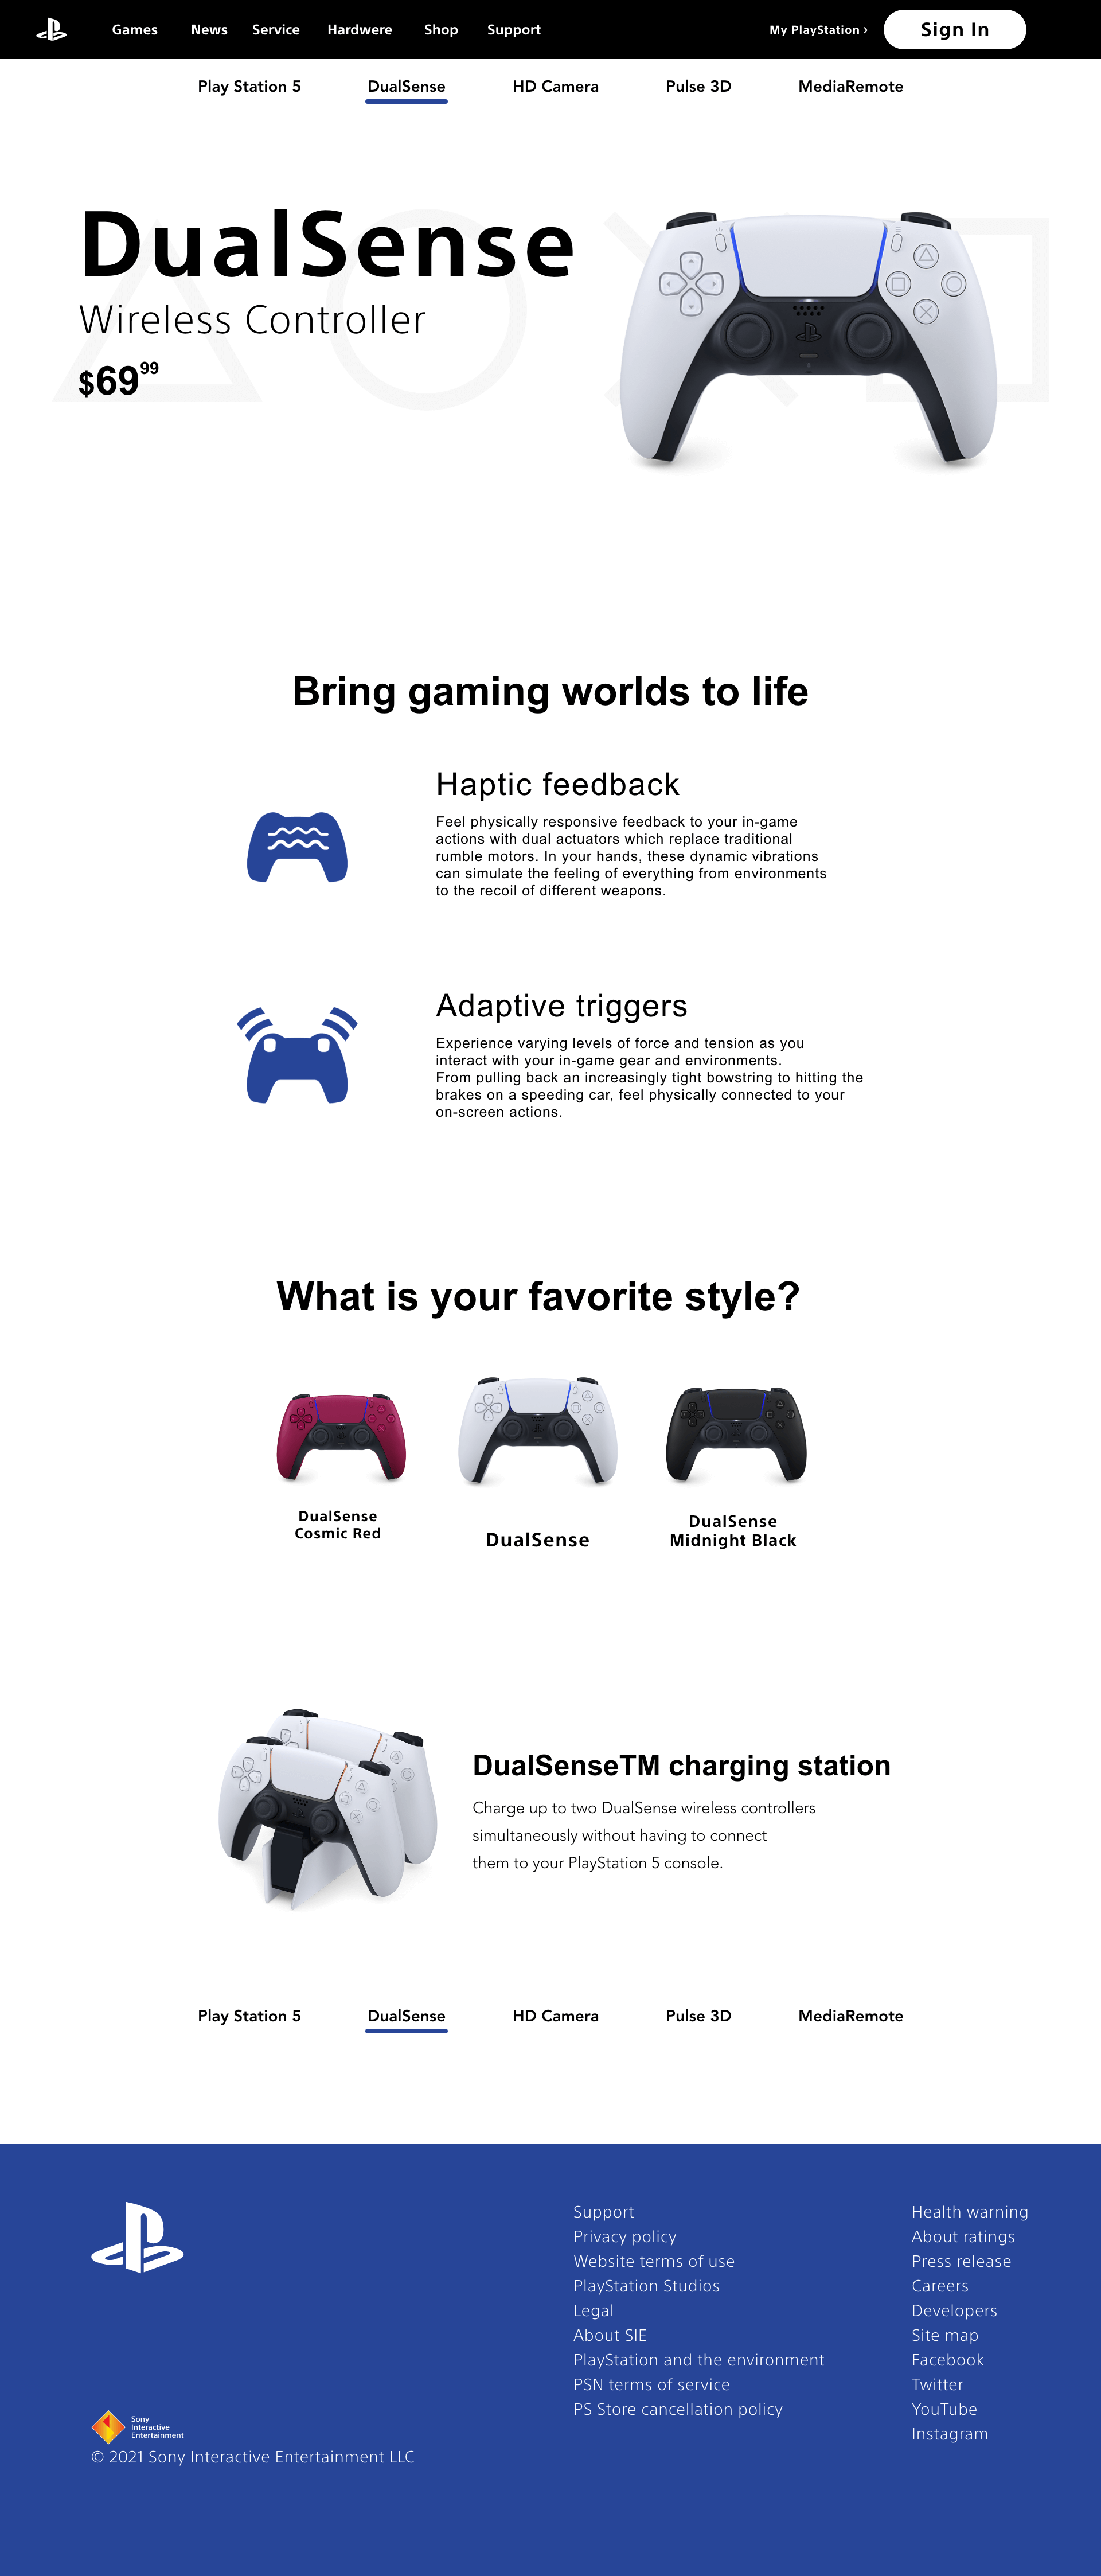 Games News Service Hardwere Shop Support My PlayStation › Sign In
Play Station 5 DualSense HD Camera Pulse 3D MediaRemote
DualSense
Wireless Controller
$69⁹⁹
Bring gaming worlds to life
Haptic feedback
Feel physically responsive feedback to your in-game
actions with dual actuators which replace traditional
rumble motors. In your hands, these dynamic vibrations
can simulate the feeling of everything from environments
to the recoil of different weapons.
Adaptive triggers
Experience varying levels of force and tension as you
interact with your in-game gear and environments.
From pulling back an increasingly tight bowstring to hitting the
brakes on a speeding car, feel physically connected to your
on-screen actions.
What is your favorite style?
DualSense
Cosmic Red
DualSense
DualSense
Midnight Black
DualSenseTM charging station
Charge up to two DualSense wireless controllers
simultaneously without having to connect
them to your PlayStation 5 console.
Play Station 5 DualSense HD Camera Pulse 3D MediaRemote
Support
Privacy policy
Website terms of use
PlayStation Studios
Legal
About SIE
PlayStation and the environment
PSN terms of service
PS Store cancellation policy
Health warning
About ratings
Press release
Careers
Developers
Site map
Facebook
Twitter
YouTube
Instagram
Sony
Interactive
Entertainment
© 2021 Sony Interactive Entertainment LLC